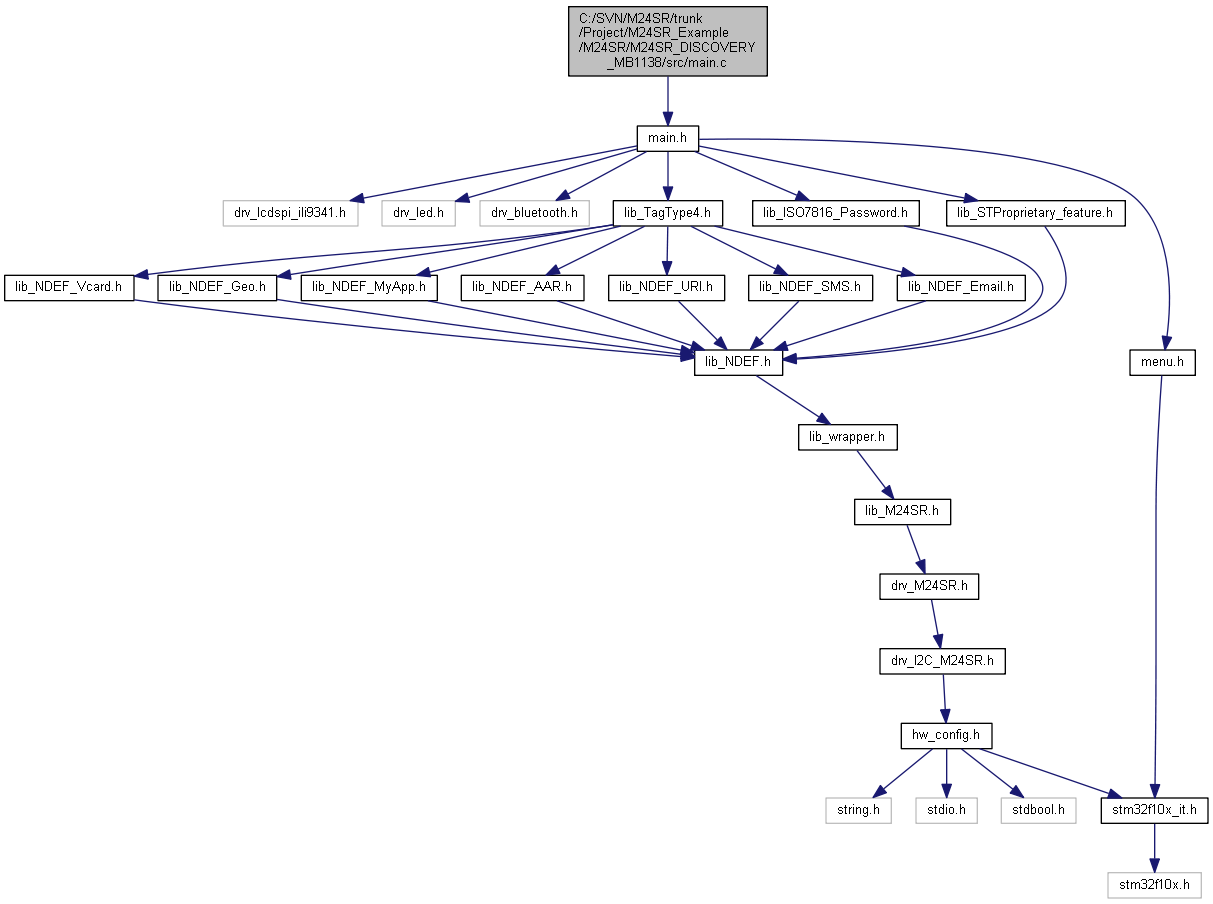 C:/SVN/M24SR/trunk
/Project/M24SR_Example
/M24SR/M24SR_DISCOVERY
_MB1138/src/main.c
main.h
drv_lcdspi_ili9341.h
drv_led.h
drv_bluetooth.h
lib_TagType4.h
lib_ISO7816_Password.h
lib_STProprietary_feature.h
lib_NDEF_Vcard.h
lib_NDEF_Geo.h
lib_NDEF_MyApp.h
lib_NDEF_AAR.h
lib_NDEF_URI.h
lib_NDEF_SMS.h
lib_NDEF_Email.h
lib_NDEF.h
menu.h
lib_wrapper.h
lib_M24SR.h
drv_M24SR.h
drv_I2C_M24SR.h
hw_config.h
string.h
stdio.h
stdbool.h
stm32f10x_it.h
stm32f10x.h